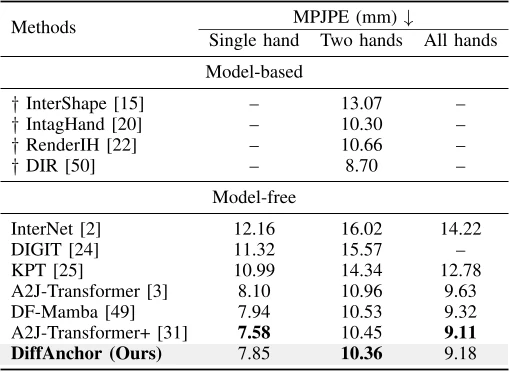 Methods MPJPE (mm) ↓
Single hand Two hands All hands
Model-based
† InterShape [15] – 13.07 –
† IntagHand [20] – 10.30 –
† RenderIH [22] – 10.66 –
† DIR [50] – 8.70 –
Model-free
InterNet [2] 12.16 16.02 14.22
DIGIT [24] 11.32 15.57 –
KPT [25] 10.99 14.34 12.78
A2J-Transformer [3] 8.10 10.96 9.63
DF-Mamba [49] 7.94 10.53 9.32
A2J-Transformer+ [31] 7.58 10.45 9.11
DiffAnchor (Ours) 7.85 10.36 9.18